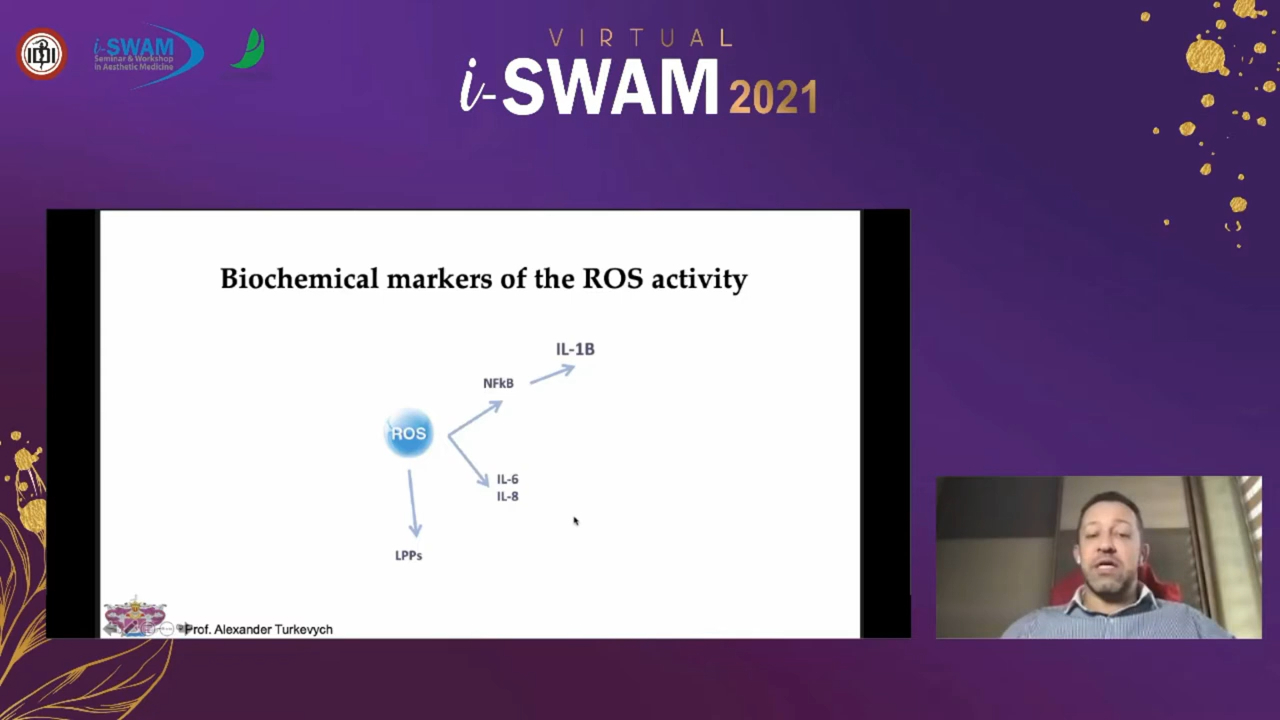 i-SWAM
Seminar & Workshop
in Aesthetic Medicine
VIRTUAL
i-SWAM 2021
Biochemical markers of the ROS activity
IL-1B
NFkB
ROS
IL-6
IL-8
LPPs
Prof. Alexander Turkevych